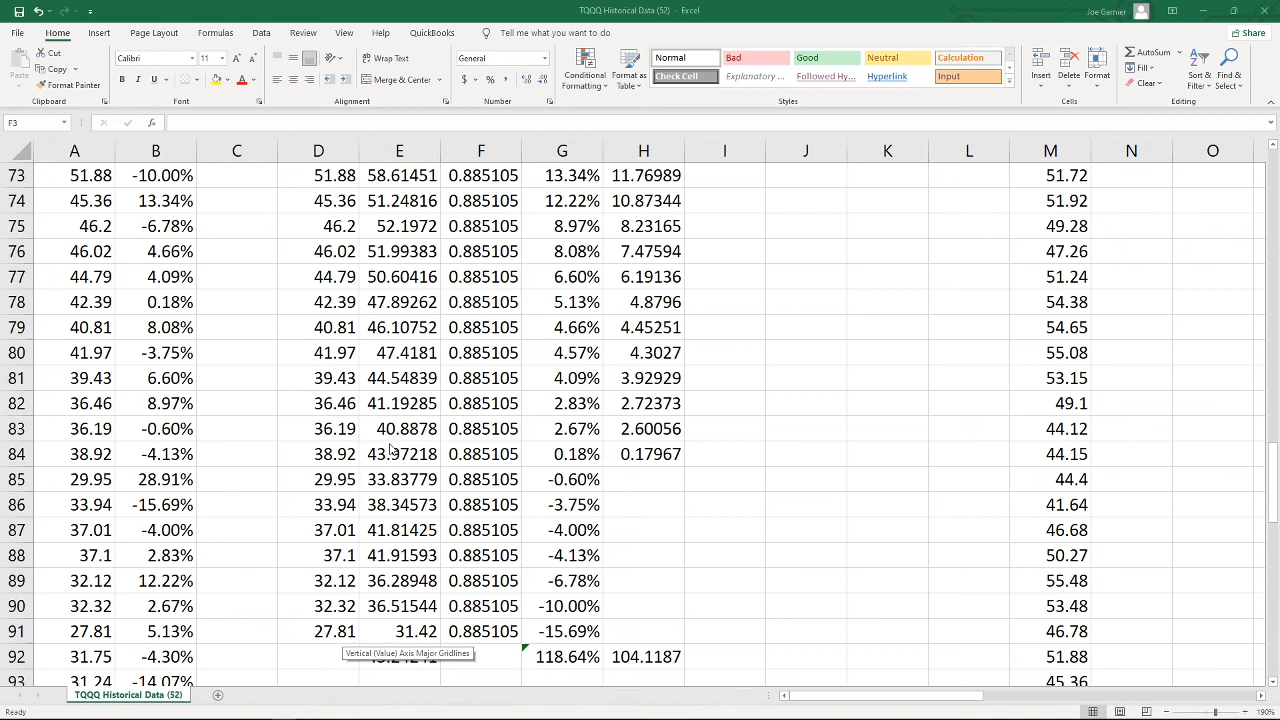 TQQQ Historical Data (52) - Excel
Joe Garnier
File Home Insert Page Layout Formulas Data Review View Help QuickBooks Tell me what you want to do Share
Paste
Cut
Copy
Format Painter
Clipboard
Calibri 11
B I U
Font
Wrap Text
Merge & Center
Alignment
General
$ % ,
Number
Conditional Formatting
Format as Table
Normal Bad Good Neutral Calculation
Check Cell Explanatory ... Followed Hy... Hyperlink Input
Styles
Insert Delete Format
Cells
AutoSum
Fill
Clear
Sort & Filter
Find & Select
Editing
F3 fx
A B C D E F G H I J K L M N O
73 51.88 -10.00% 51.88 58.61451 0.885105 13.34% 11.76989 51.72
74 45.36 13.34% 45.36 51.24816 0.885105 12.22% 10.87344 51.92
75 46.2 -6.78% 46.2 52.1972 0.885105 8.97% 8.23165 49.28
76 46.02 4.66% 46.02 51.99383 0.885105 8.08% 7.47594 47.26
77 44.79 4.09% 44.79 50.60416 0.885105 6.60% 6.19136 51.24
78 42.39 0.18% 42.39 47.89262 0.885105 5.13% 4.8796 54.38
79 40.81 8.08% 40.81 46.10752 0.885105 4.66% 4.45251 54.65
80 41.97 -3.75% 41.97 47.4181 0.885105 4.57% 4.3027 55.08
81 39.43 6.60% 39.43 44.54839 0.885105 4.09% 3.92929 53.15
82 36.46 8.97% 36.46 41.19285 0.885105 2.83% 2.72373 49.1
83 36.19 -0.60% 36.19 40.8878 0.885105 2.67% 2.60056 44.12
84 38.92 -4.13% 38.92 43.97218 0.885105 0.18% 0.17967 44.15
85 29.95 28.91% 29.95 33.83779 0.885105 -0.60% 44.4
86 33.94 -15.69% 33.94 38.34573 0.885105 -3.75% 41.64
87 37.01 -4.00% 37.01 41.81425 0.885105 -4.00% 46.68
88 37.1 2.83% 37.1 41.91593 0.885105 -4.13% 50.27
89 32.12 12.22% 32.12 36.28948 0.885105 -6.78% 55.48
90 32.32 2.67% 32.32 36.51544 0.885105 -10.00% 53.48
91 27.81 5.13% 27.81 31.42 0.885105 -15.69% 46.78
Vertical (Value) Axis Major Gridlines
92 31.75 -4.30% 118.64% 104.1187 51.88
93 31.24 -14.07% 45.36
TQQQ Historical Data (52)
Ready 190%